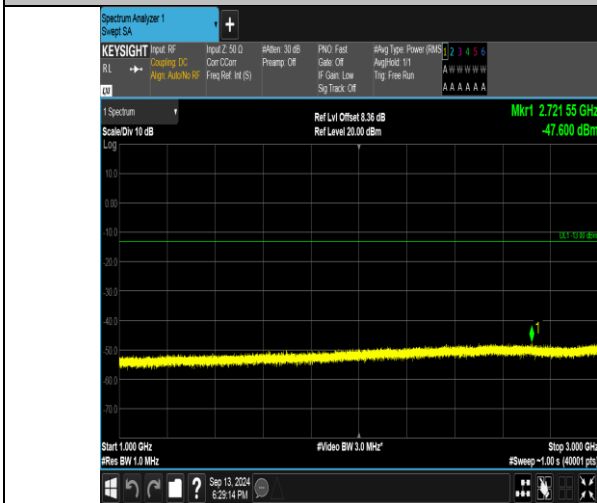 Spectrum Analyzer 1
Swept SA
+
KEYSIGHT
RL
Input: RF
Coupling: DC
Align: Auto/No RF
Input Z: 50 Ω
Corr CCorr
Freq Ref: Int (S)
#Atten: 30 dB
Preamp: Off
PNO: Fast
Gate: Off
IF Gain: Low
Sig Track: Off
#Avg Type: Power (RMS
Avg|Hold: 1/1
Trig: Free Run
1 2 3 4 5 6
A W W W W W
A A A A A A
1 Spectrum
Scale/Div 10 dB
Log
Ref Lvl Offset 8.36 dB
Ref Level 20.00 dBm
Mkr1 2.721 55 GHz
-47.600 dBm
10.0
0.00
-10.0
DL1 -13.00 dBm
-20.0
-30.0
-40.0
1
-50.0
-60.0
-70.0
Start 1.000 GHz
#Res BW 1.0 MHz
#Video BW 3.0 MHz*
Stop 3.000 GHz
#Sweep ~1.00 s (40001 pts)
?
Sep 13, 2024
6:29:14 PM